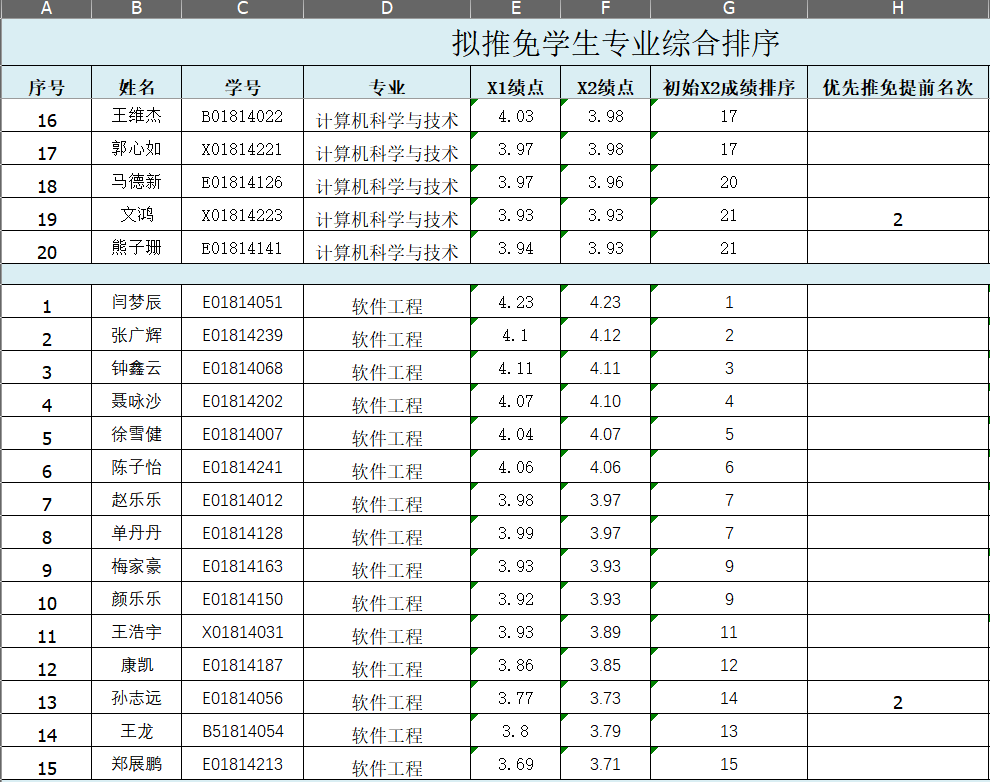 A B C D E F G H
拟推免学生专业综合排序
序号 姓名 学号 专业 X1绩点 X2绩点 初始X2成绩排序 优先推免提前名次
16 王维杰 B01814022 计算机科学与技术 4.03 3.98 17
17 郭心如 X01814221 计算机科学与技术 3.97 3.98 17
18 马德新 E01814126 计算机科学与技术 3.97 3.96 20
19 文鸿 X01814223 计算机科学与技术 3.93 3.93 21 2
20 熊子珊 E01814141 计算机科学与技术 3.94 3.93 21
1 闫梦辰 E01814051 软件工程 4.23 4.23 1
2 张广辉 E01814239 软件工程 4.1 4.12 2
3 钟鑫云 E01814068 软件工程 4.11 4.11 3
4 聂咏沙 E01814202 软件工程 4.07 4.10 4
5 徐雪健 E01814007 软件工程 4.04 4.07 5
6 陈子怡 E01814241 软件工程 4.06 4.06 6
7 赵乐乐 E01814012 软件工程 3.98 3.97 7
8 单丹丹 E01814128 软件工程 3.99 3.97 7
9 梅家豪 E01814163 软件工程 3.93 3.93 9
10 颜乐乐 E01814150 软件工程 3.92 3.93 9
11 王浩宇 X01814031 软件工程 3.93 3.89 11
12 康凯 E01814187 软件工程 3.86 3.85 12
13 孙志远 E01814056 软件工程 3.77 3.73 14 2
14 王龙 B51814054 软件工程 3.8 3.79 13
15 郑展鹏 E01814213 软件工程 3.69 3.71 15